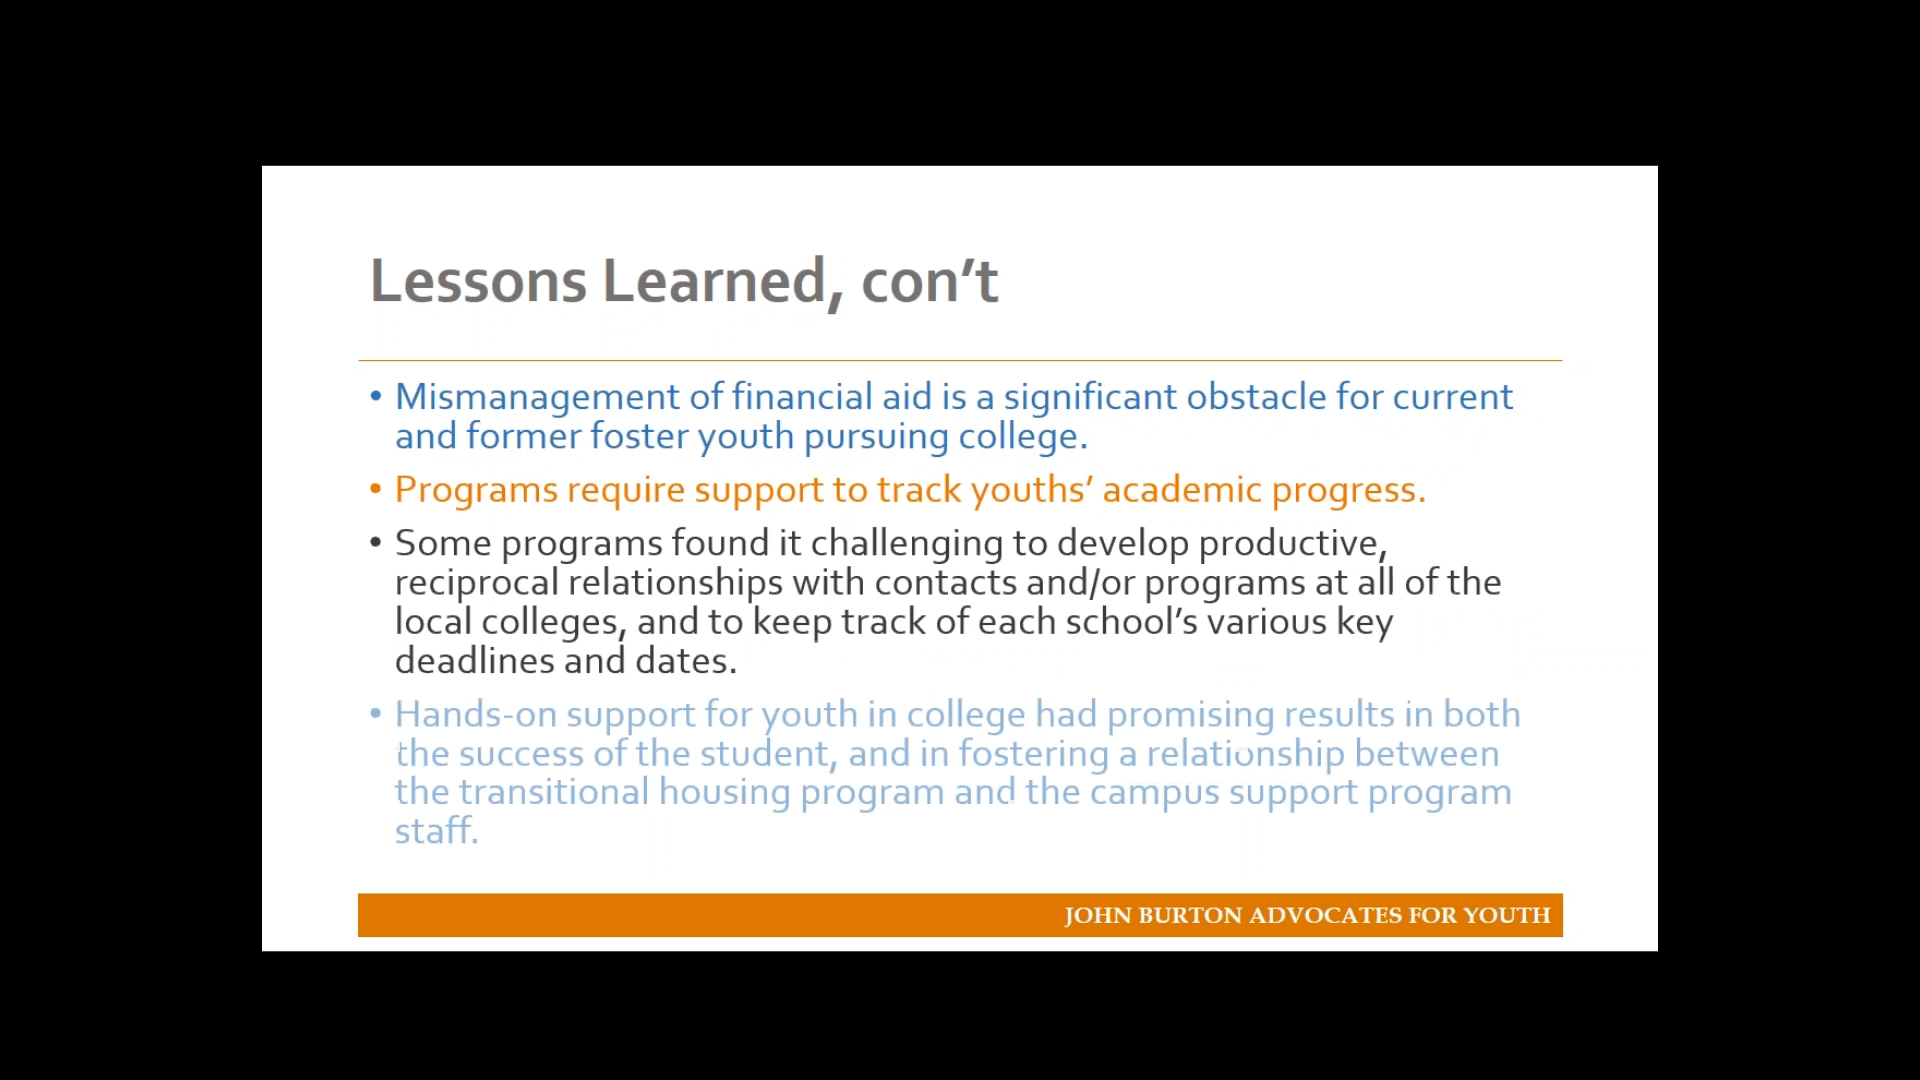 Lessons Learned, con’t
• Mismanagement of financial aid is a significant obstacle for current
and former foster youth pursuing college.
• Programs require support to track youths’ academic progress.
• Some programs found it challenging to develop productive,
reciprocal relationships with contacts and/or programs at all of the
local colleges, and to keep track of each school’s various key
deadlines and dates.
• Hands-on support for youth in college had promising results in both
the success of the student, and in fostering a relationship between
the transitional housing program and the campus support program
staff.
JOHN BURTON ADVOCATES FOR YOUTH